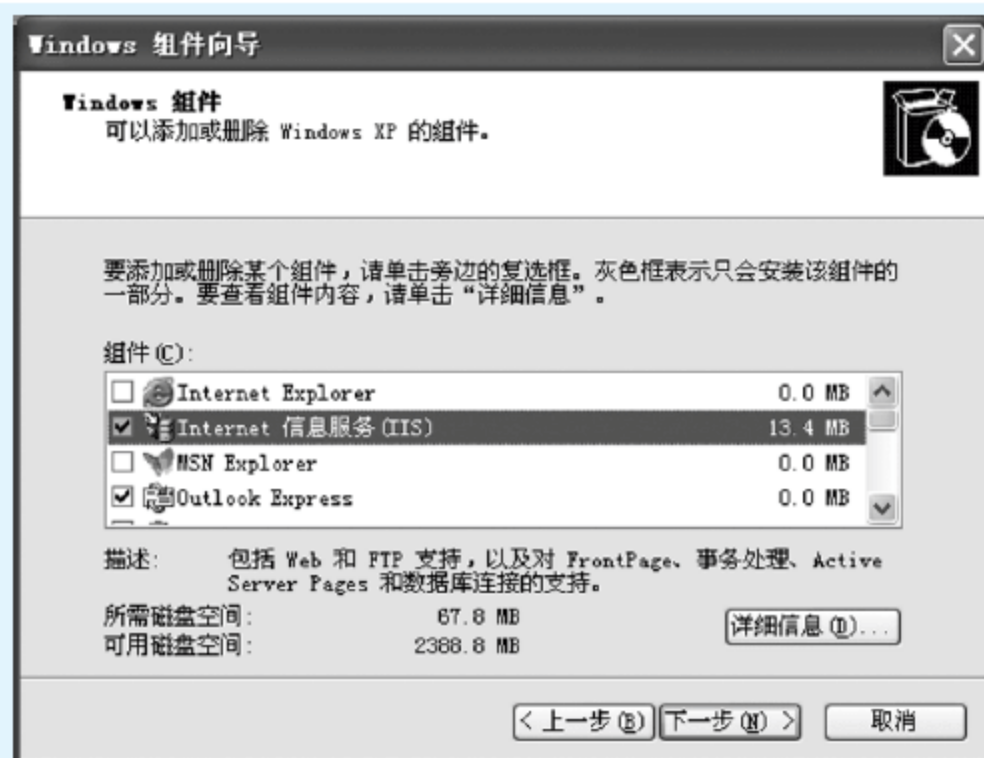 Windows 组件向导
Windows 组件
可以添加或删除 Windows XP 的组件。
要添加或删除某个组件，请单击旁边的复选框。灰色框表示只会安装该组件的
一部分。要查看组件内容，请单击“详细信息”。
组件(C):
Internet Explorer 0.0 MB
Internet 信息服务(IIS) 13.4 MB
MSN Explorer 0.0 MB
Outlook Express 0.0 MB
描述: 包括 Web 和 FTP 支持，以及对 FrontPage、事务处理、Active
Server Pages 和数据库连接的支持。
所需磁盘空间: 67.8 MB
可用磁盘空间: 2388.8 MB
详细信息(D)...
< 上一步(B) 下一步(N) > 取消